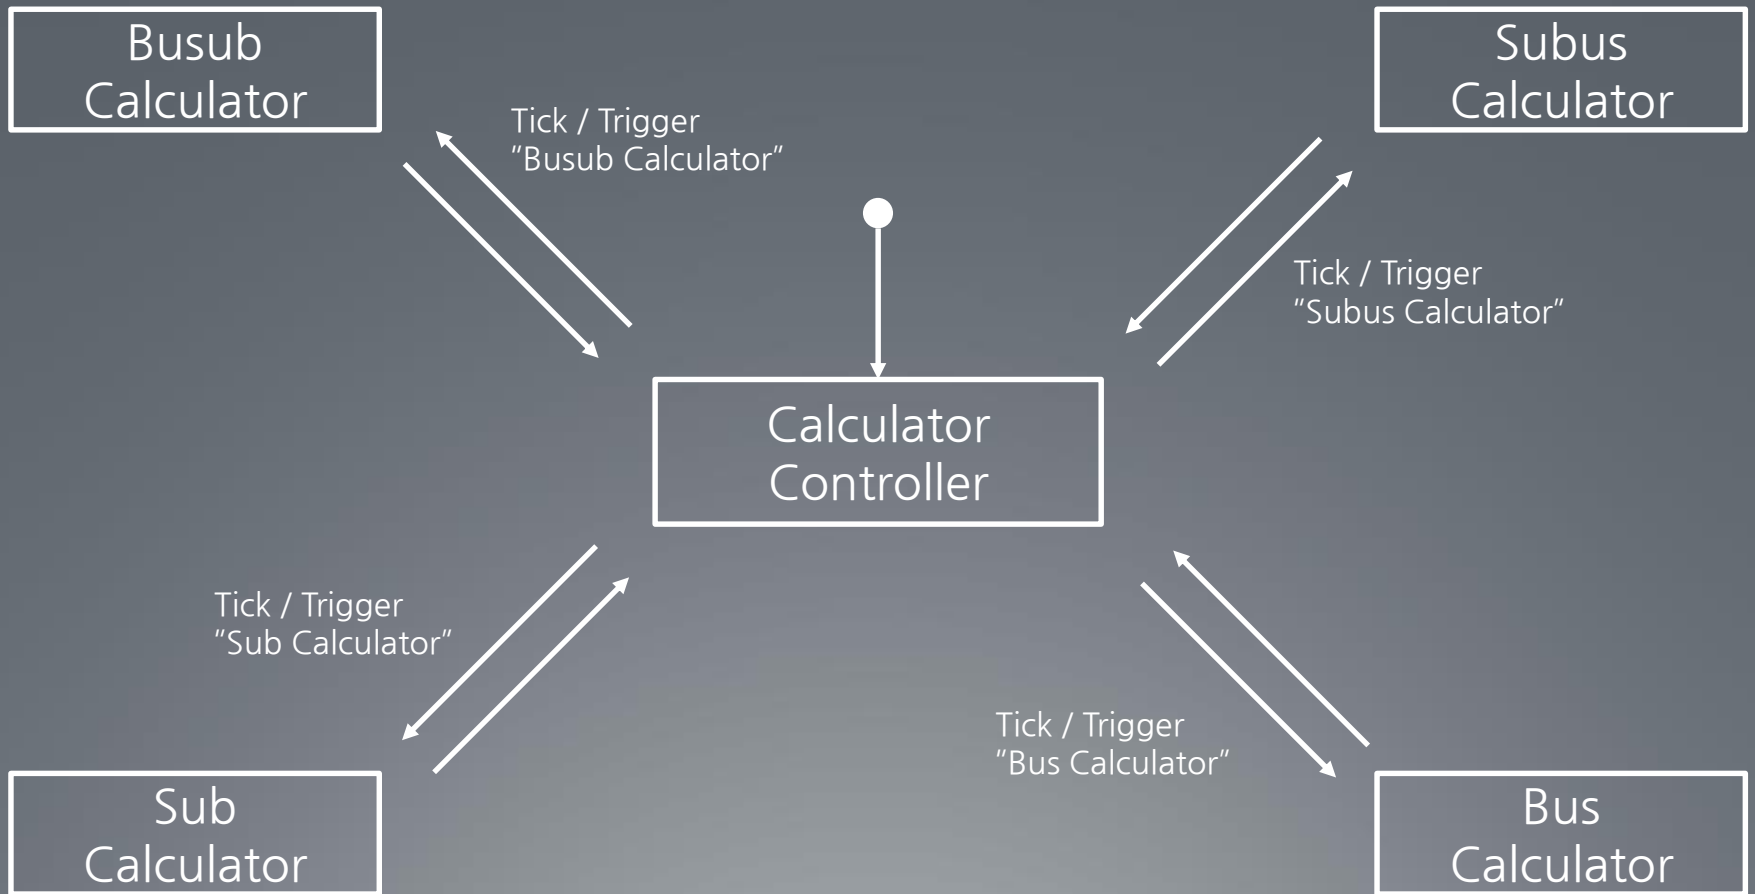 Busub
Calculator
Subus
Calculator
Tick / Trigger
"Busub Calculator"
Tick / Trigger
"Subus Calculator"
Calculator
Controller
Tick / Trigger
"Sub Calculator"
Tick / Trigger
"Bus Calculator"
Sub
Calculator
Bus
Calculator